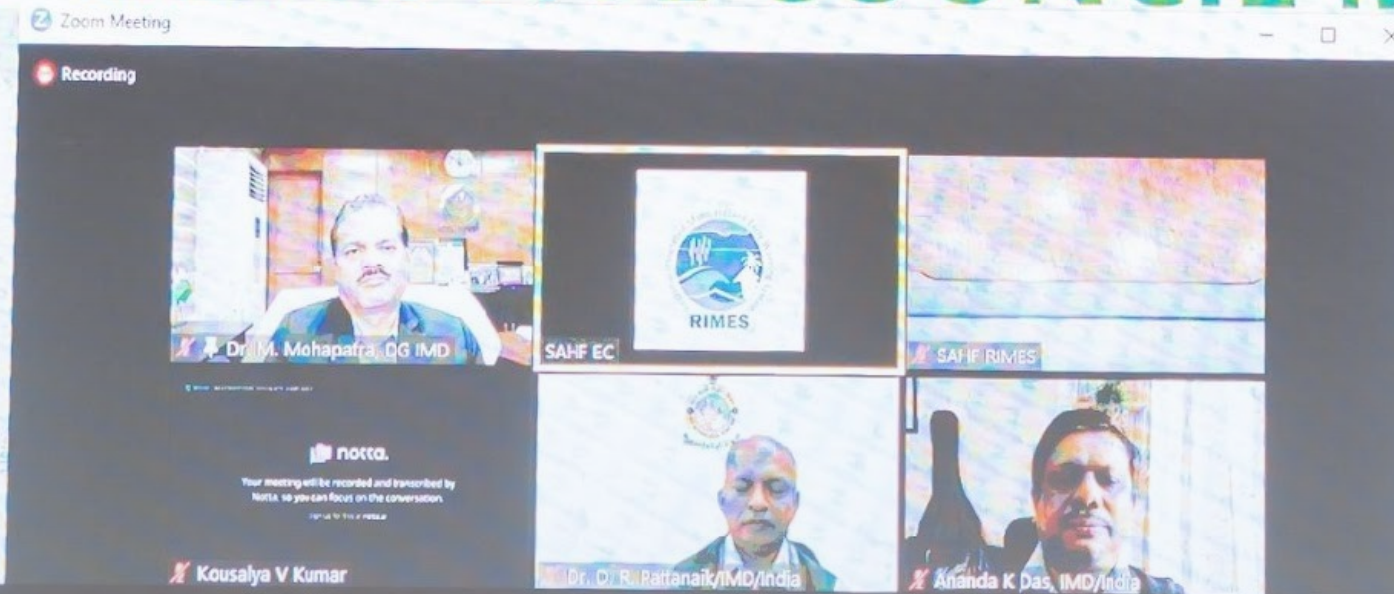 Zoom Meeting
Recording
Dr. M. Mohapatra, DG IMD
RIMES
SAHF EC
SAHF RIMES
notta.
Your meeting will be recorded and transcribed by
Notta, so you can focus on the conversation.
Kousalya V Kumar
Dr. D. R. Pattanaik/IMD/India
Ananda K Das, IMD/India